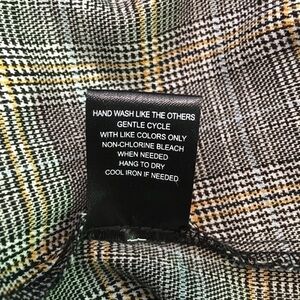 HAND WASH LIKE THE OTHERS
GENTLE CYCLE
WITH LIKE COLORS ONLY
NON-CHLORINE BLEACH
WHEN NEEDED
HANG TO DRY
COOL IRON IF NEEDED